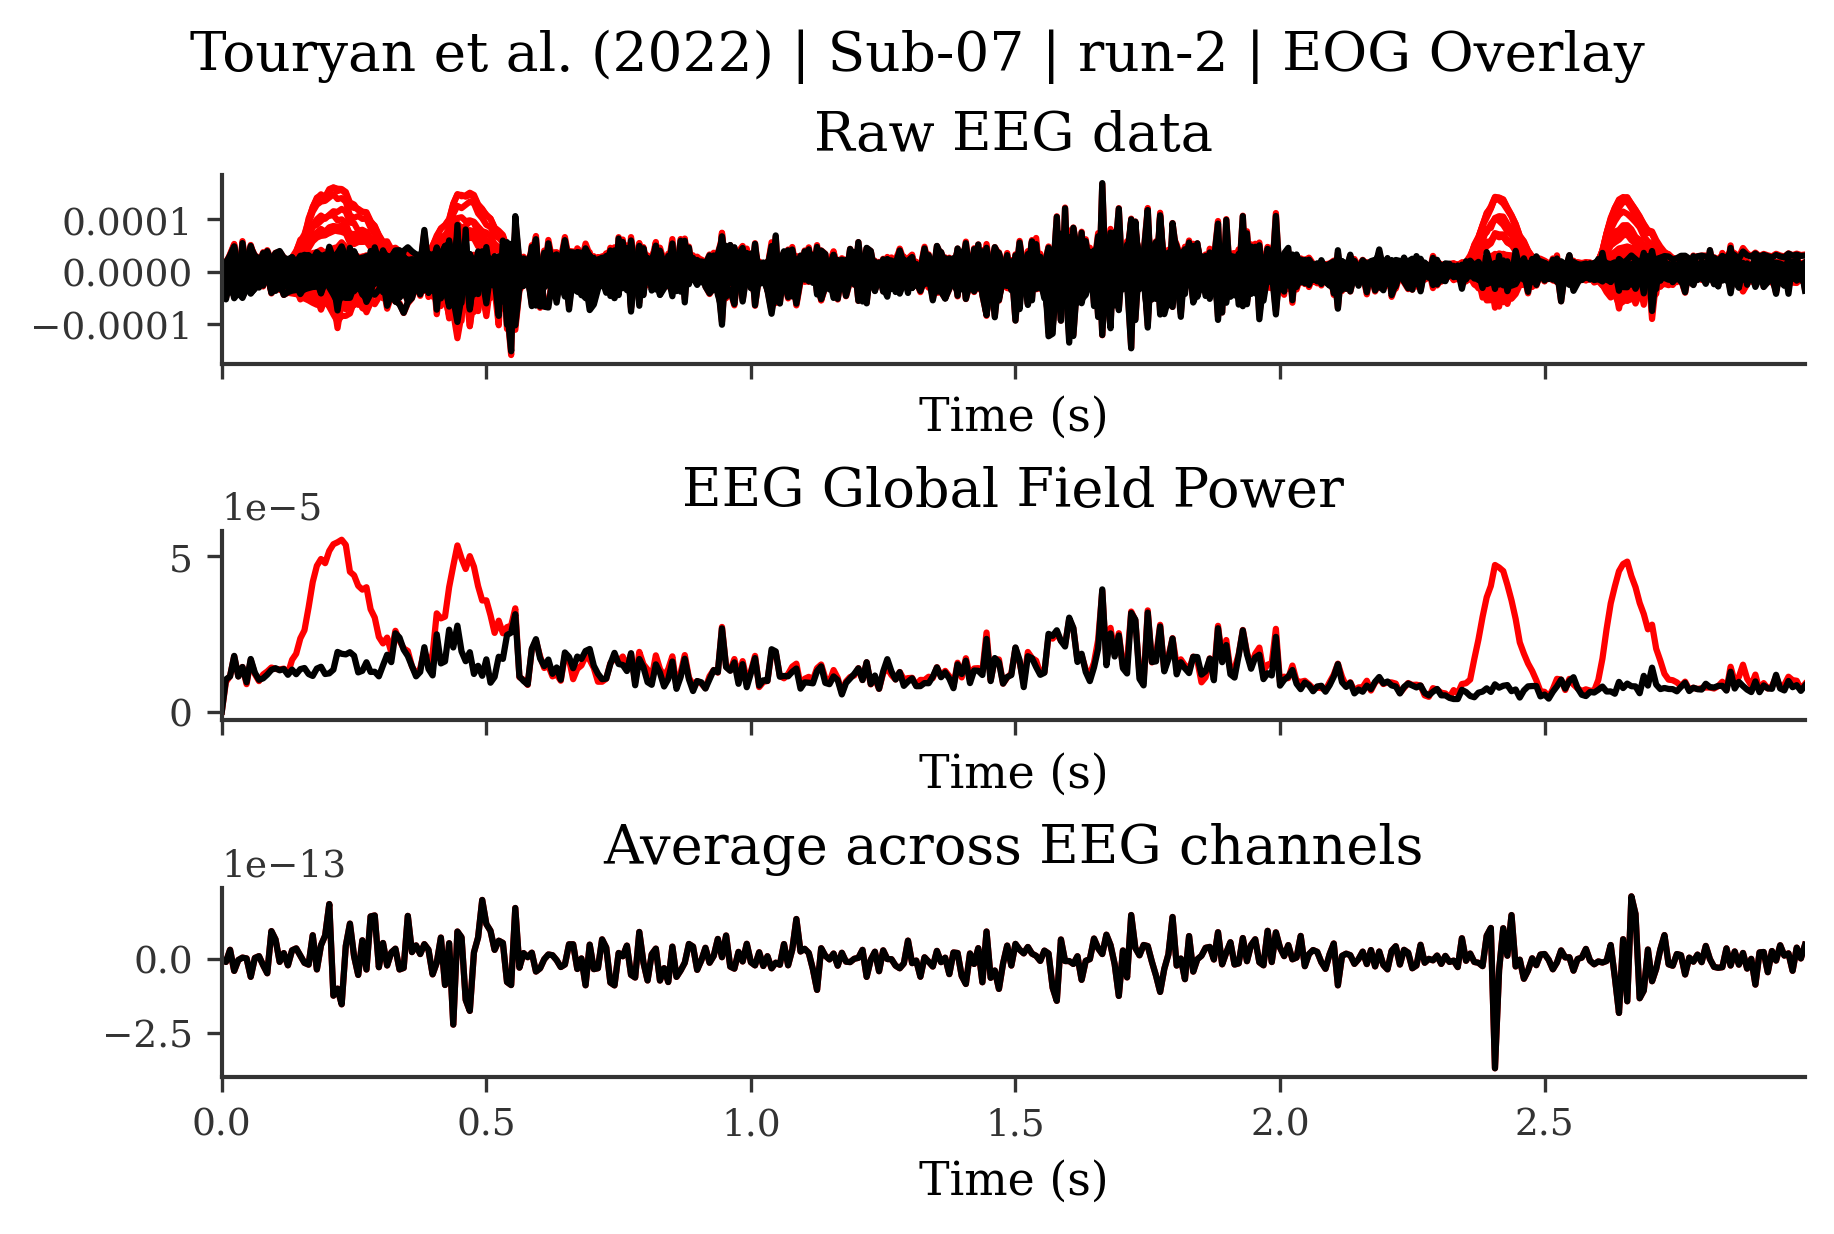 Touryan et al. (2022) | Sub-07 | run-2 | EOG Overlay
Raw EEG data
0.0001
0.0000
−0.0001
Time (s)
EEG Global Field Power
1e−5
5
0
Time (s)
Average across EEG channels
1e−13
0.0
−2.5
0.0 0.5 1.0 1.5 2.0 2.5
Time (s)